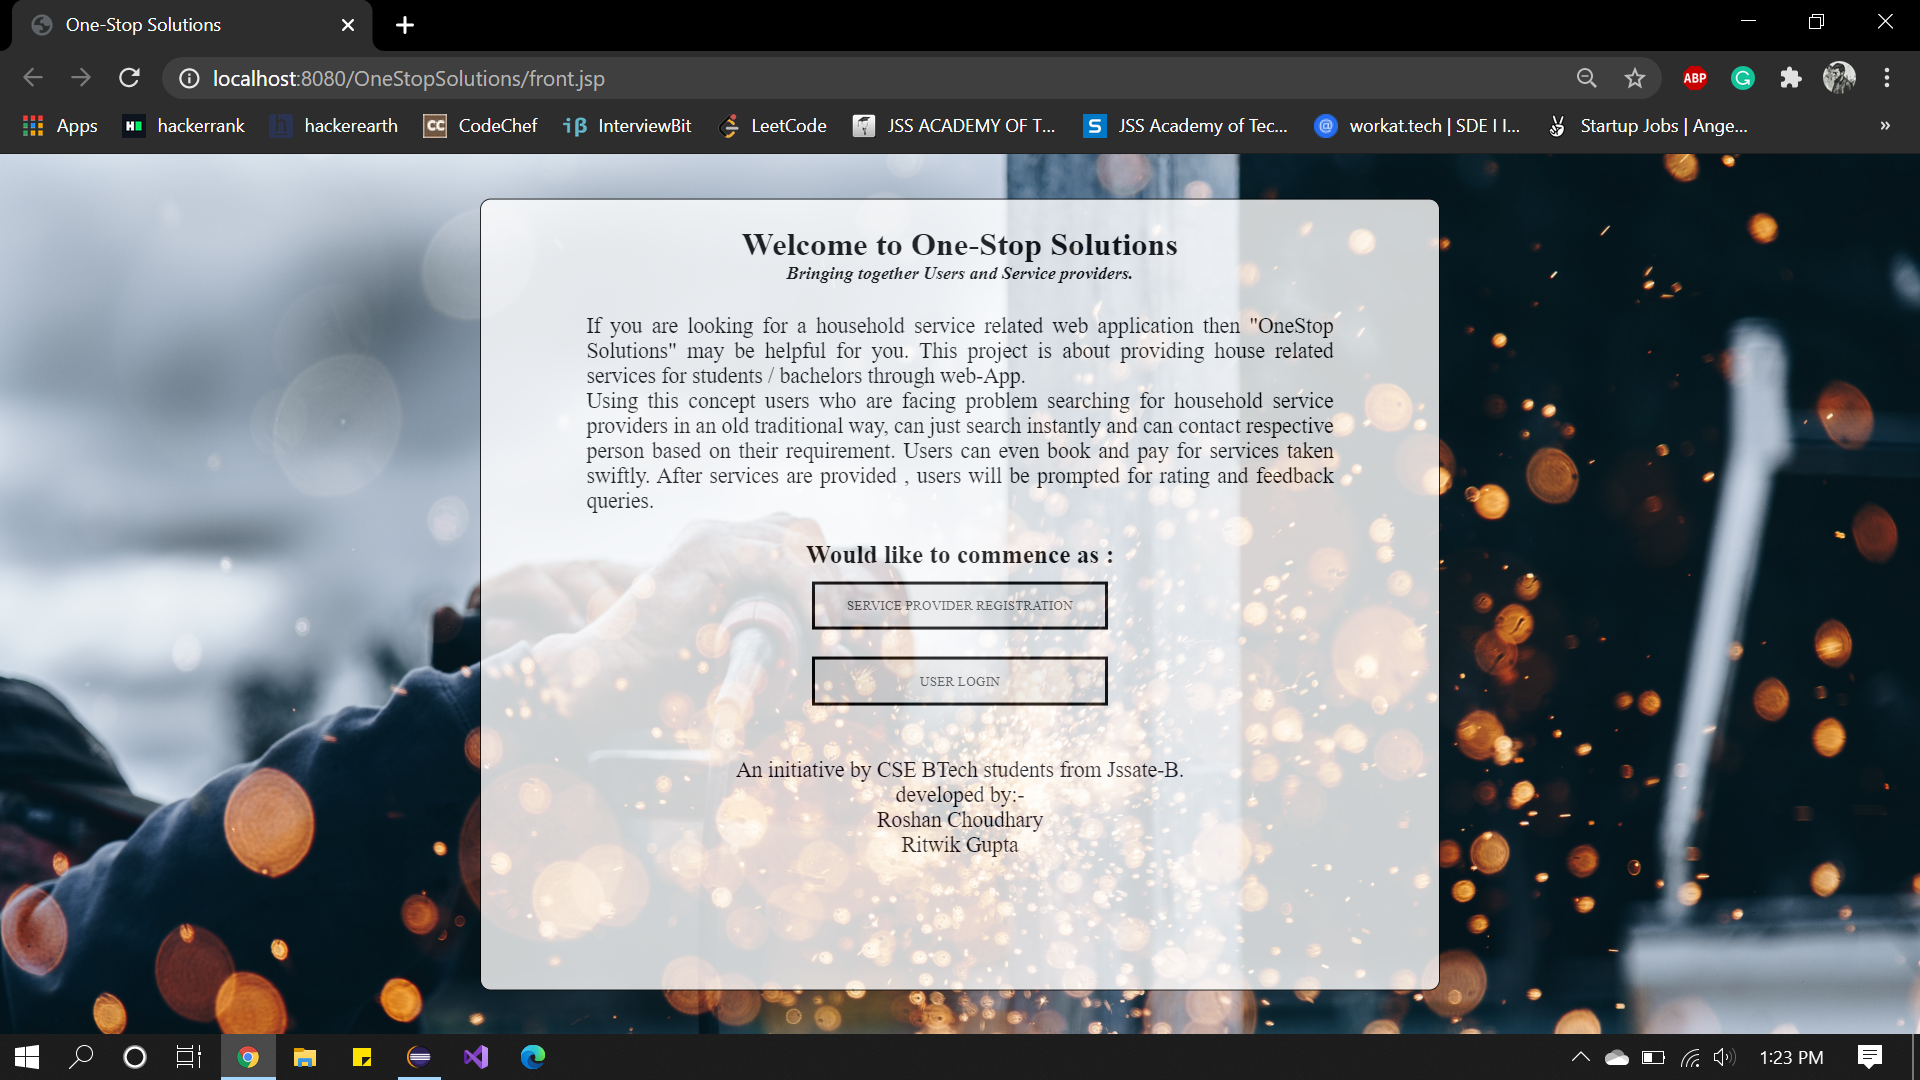 One-Stop Solutions
localhost:8080/OneStopSolutions/front.jsp
ABP
Apps
hackerrank
hackerearth
CodeChef
InterviewBit
LeetCode
JSS ACADEMY OF T...
JSS Academy of Tec...
workat.tech | SDE I I...
Startup Jobs | Ange...
Welcome to One-Stop Solutions
Bringing together Users and Service providers.
If you are looking for a household service related web application then "OneStop
Solutions" may be helpful for you. This project is about providing house related
services for students / bachelors through web-App.
Using this concept users who are facing problem searching for household service
providers in an old traditional way, can just search instantly and can contact respective
person based on their requirement. Users can even book and pay for services taken
swiftly. After services are provided , users will be prompted for rating and feedback
queries.
Would like to commence as :
SERVICE PROVIDER REGISTRATION
USER LOGIN
An initiative by CSE BTech students from Jssate-B.
developed by:-
Roshan Choudhary
Ritwik Gupta
1:23 PM